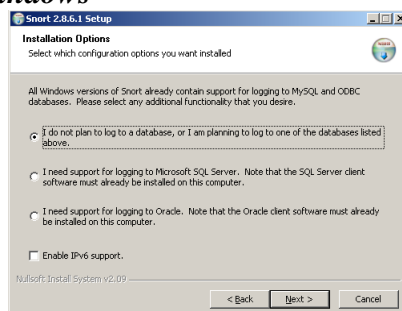 Snort 2.8.6.1 Setup
Installation Options
Select which configuration options you want installed
All Windows versions of Snort already contain support for logging to MySQL and ODBC
databases. Please select any additional functionality that you desire.
I do not plan to log to a database, or I am planning to log to one of the databases listed
above.
I need support for logging to Microsoft SQL Server. Note that the SQL Server client
software must already be installed on this computer.
I need support for logging to Oracle. Note that the Oracle client software must already
be installed on this computer.
Enable IPv6 support.
Nullsoft Install System v2.09
< Back Next > Cancel